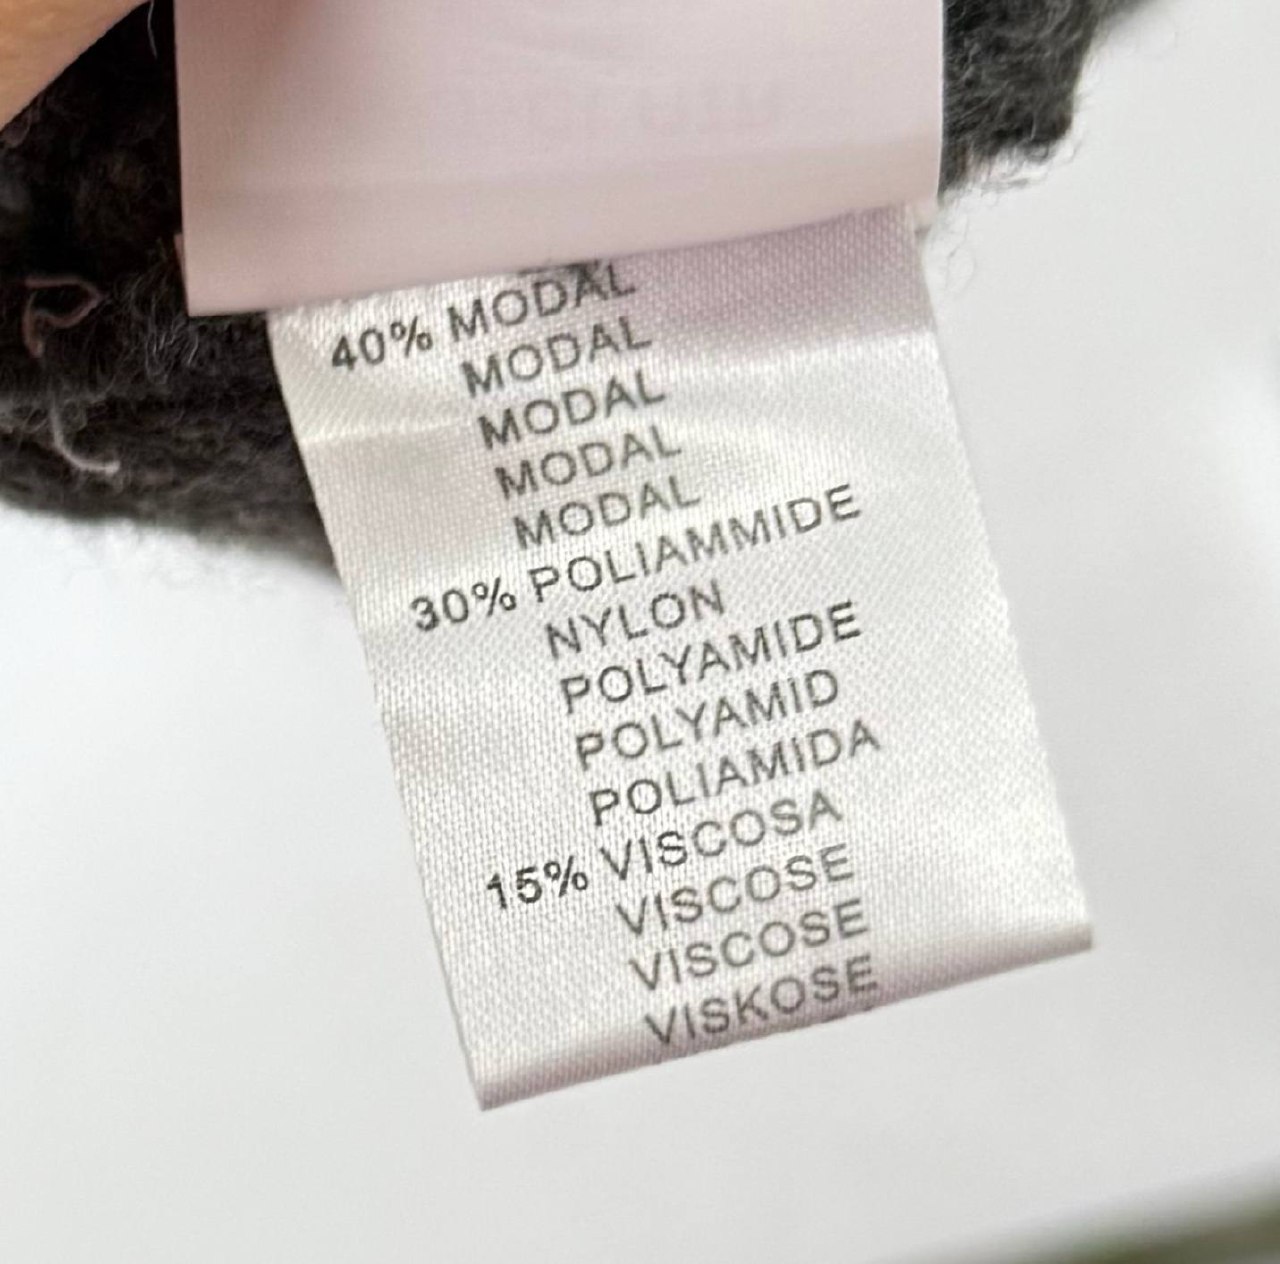 40% MODAL
MODAL
MODAL
MODAL
MODAL
30% POLIAMMIDE
NYLON
POLYAMIDE
POLYAMID
POLIAMIDA
15% VISCOSA
VISCOSE
VISCOSE
VISKOSE